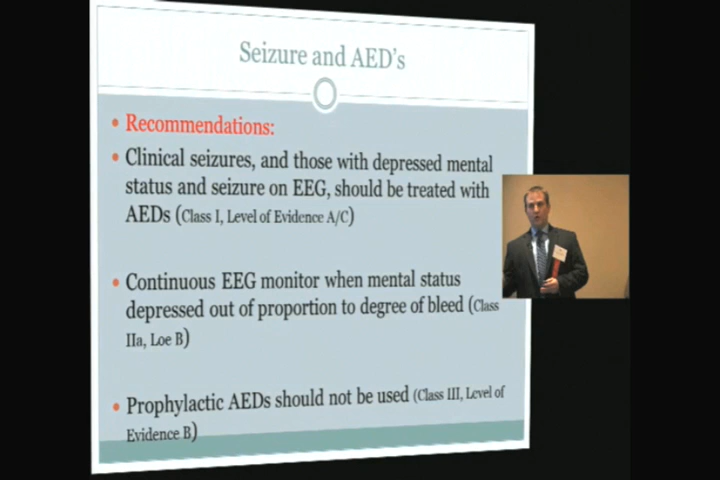 Seizure and AED's
• Recommendations:
• Clinical seizures, and those with depressed mental
status and seizure on EEG, should be treated with
AEDs (Class I, Level of Evidence A/C)
• Continuous EEG monitor when mental status
depressed out of proportion to degree of bleed (Class
IIa, Loe B)
• Prophylactic AEDs should not be used (Class III, Level of
Evidence B)